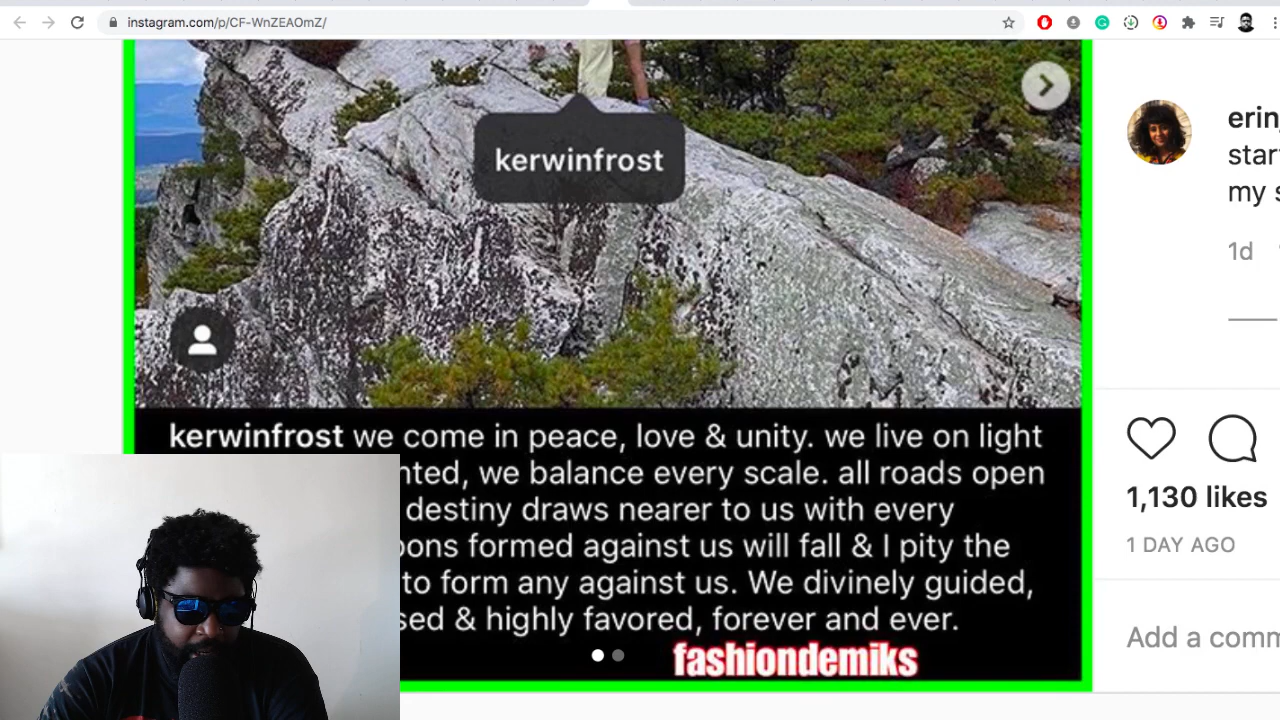 instagram.com/p/CF-WnZEAOmZ/
kerwinfrost
erin
star
my s
1d
kerwinfrost we come in peace, love & unity. we live on light
nted, we balance every scale. all roads open
destiny draws nearer to us with every
ons formed against us will fall & I pity the
to form any against us. We divinely guided,
sed & highly favored, forever and ever.
fashiondemiks
1,130 likes
1 DAY AGO
Add a comm